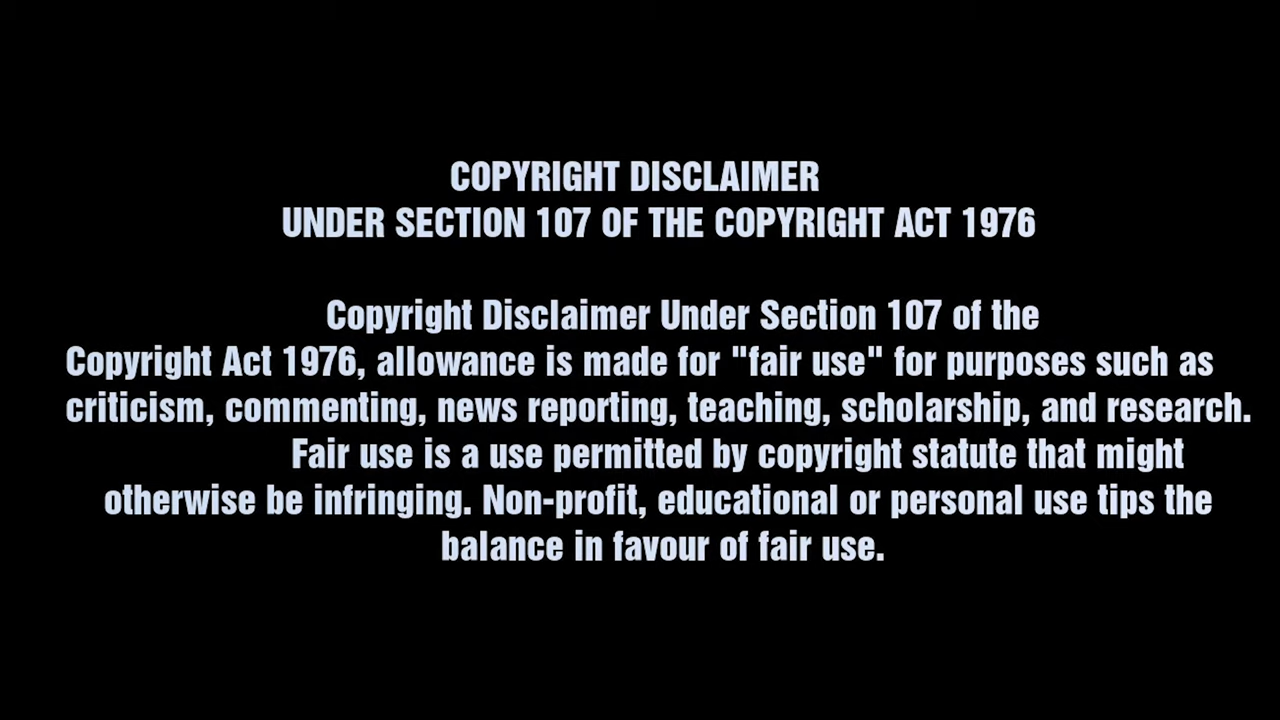 COPYRIGHT DISCLAIMER
UNDER SECTION 107 OF THE COPYRIGHT ACT 1976
Copyright Disclaimer Under Section 107 of the
Copyright Act 1976, allowance is made for "fair use" for purposes such as
criticism, commenting, news reporting, teaching, scholarship, and research.
Fair use is a use permitted by copyright statute that might
otherwise be infringing. Non-profit, educational or personal use tips the
balance in favour of fair use.